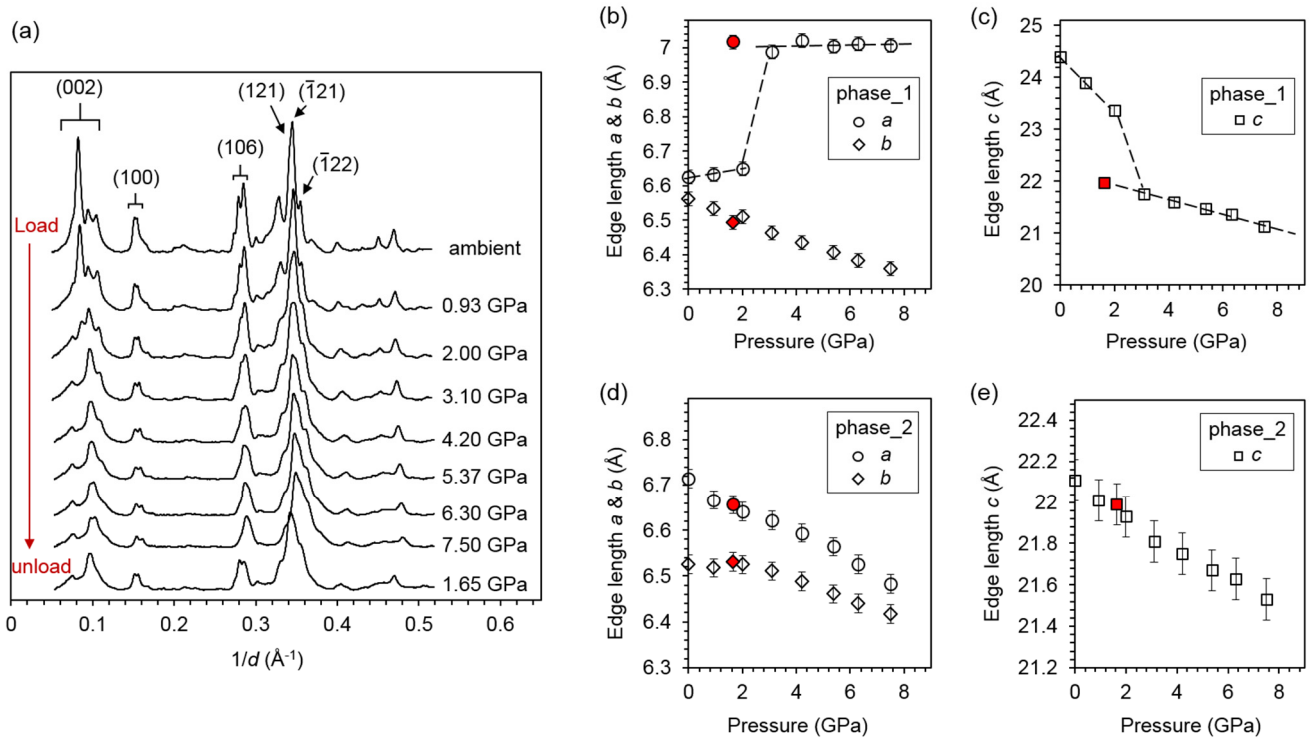 (a)
(002)
(100)
(106)
(121)
(1̅21)
(1̅22)
Load
unload
ambient
0.93 GPa
2.00 GPa
3.10 GPa
4.20 GPa
5.37 GPa
6.30 GPa
7.50 GPa
1.65 GPa
0 0.1 0.2 0.3 0.4 0.5 0.6
1/d (Å⁻¹)
(b)
Edge length a & b (Å)
7
6.9
6.8
6.7
6.6
6.5
6.4
6.3
phase_1
a
b
0 2 4 6 8
Pressure (GPa)
(c)
Edge length c (Å)
25
24
23
22
21
20
phase_1
c
0 2 4 6 8
Pressure (GPa)
(d)
Edge length a & b (Å)
6.8
6.7
6.6
6.5
6.4
6.3
phase_2
a
b
0 2 4 6 8
Pressure (GPa)
(e)
Edge length c (Å)
22.4
22.2
22
21.8
21.6
21.4
21.2
phase_2
c
0 2 4 6 8
Pressure (GPa)